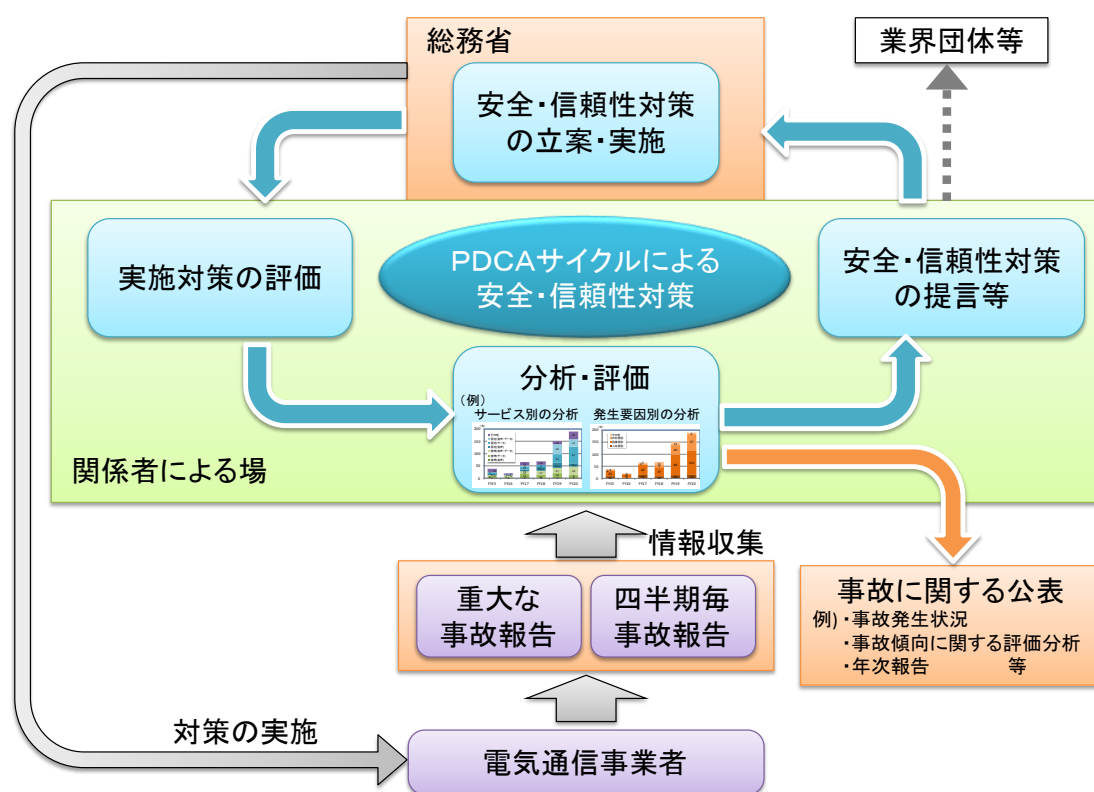 総務省
業界団体等
安全・信頼性対策
の立案・実施
実施対策の評価
PDCAサイクルによる
安全・信頼性対策
安全・信頼性対策
の提言等
分析・評価
(例)
サービス別の分析
発生要因別の分析
関係者による場
情報収集
重大な
事故報告
四半期毎
事故報告
事故に関する公表
例)・事故発生状況
・事故傾向に関する評価分析
・年次報告 等
対策の実施
電気通信事業者